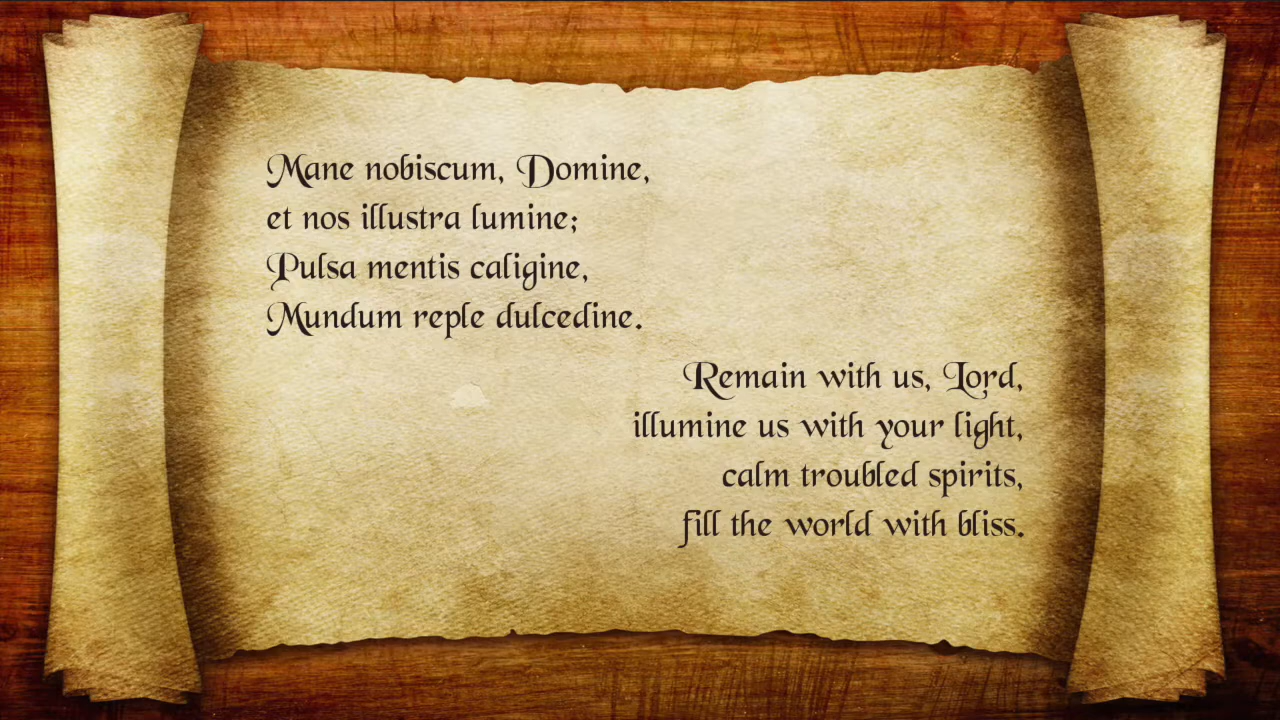 Mane nobiscum, Domine,
et nos illustra lumine;
Pulsa mentis caligine,
Mundum reple dulcedine.
Remain with us, Lord,
illumine us with your light,
calm troubled spirits,
fill the world with bliss.